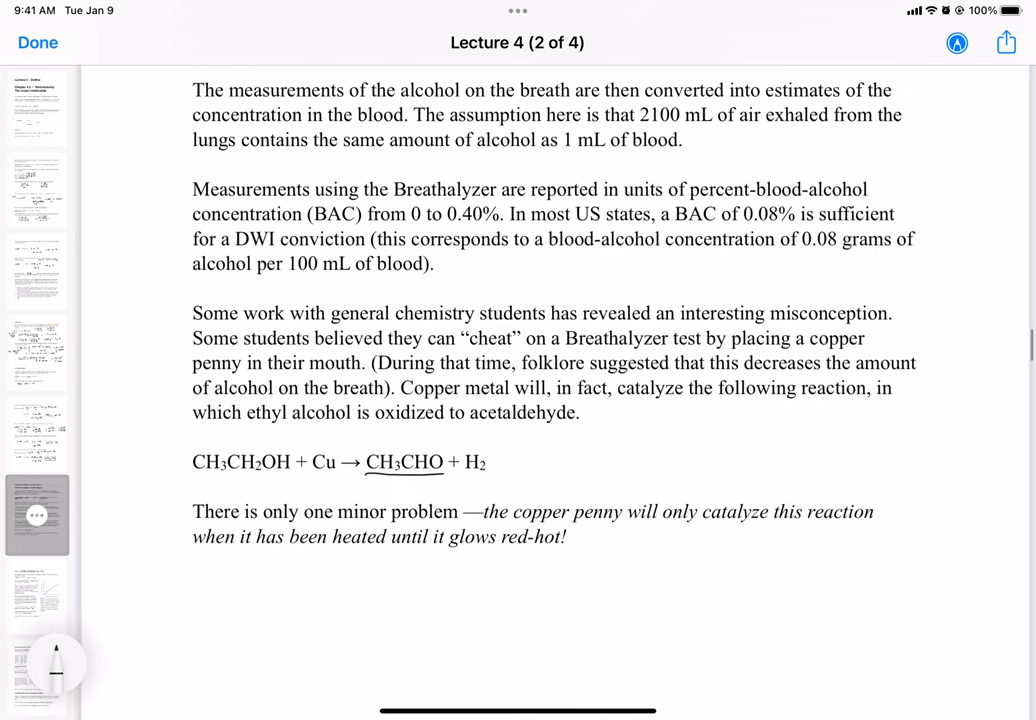 9:41 AM Tue Jan 9
100%
Done
Lecture 4 (2 of 4)
The measurements of the alcohol on the breath are then converted into estimates of the
concentration in the blood. The assumption here is that 2100 mL of air exhaled from the
lungs contains the same amount of alcohol as 1 mL of blood.
Measurements using the Breathalyzer are reported in units of percent-blood-alcohol
concentration (BAC) from 0 to 0.40%. In most US states, a BAC of 0.08% is sufficient
for a DWI conviction (this corresponds to a blood-alcohol concentration of 0.08 grams of
alcohol per 100 mL of blood).
Some work with general chemistry students has revealed an interesting misconception.
Some students believed they can “cheat” on a Breathalyzer test by placing a copper
penny in their mouth. (During that time, folklore suggested that this decreases the amount
of alcohol on the breath). Copper metal will, in fact, catalyze the following reaction, in
which ethyl alcohol is oxidized to acetaldehyde.
CH₃CH₂OH + Cu → CH₃CHO + H₂
There is only one minor problem —the copper penny will only catalyze this reaction
when it has been heated until it glows red-hot!